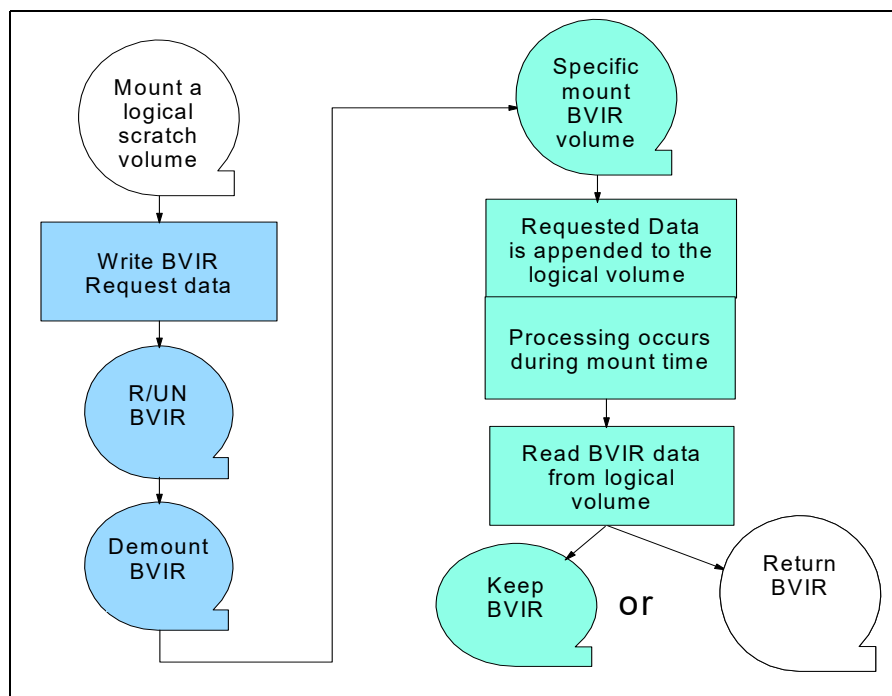 Mount a
logical
scratch
volume
Write BVIR
Request data
R/UN
BVIR
Demount
BVIR
Specific
mount
BVIR
volume
Requested Data
is appended to the
logical volume
Processing occurs
during mount time
Read BVIR data
from logical
volume
Keep
BVIR
or
Return
BVIR